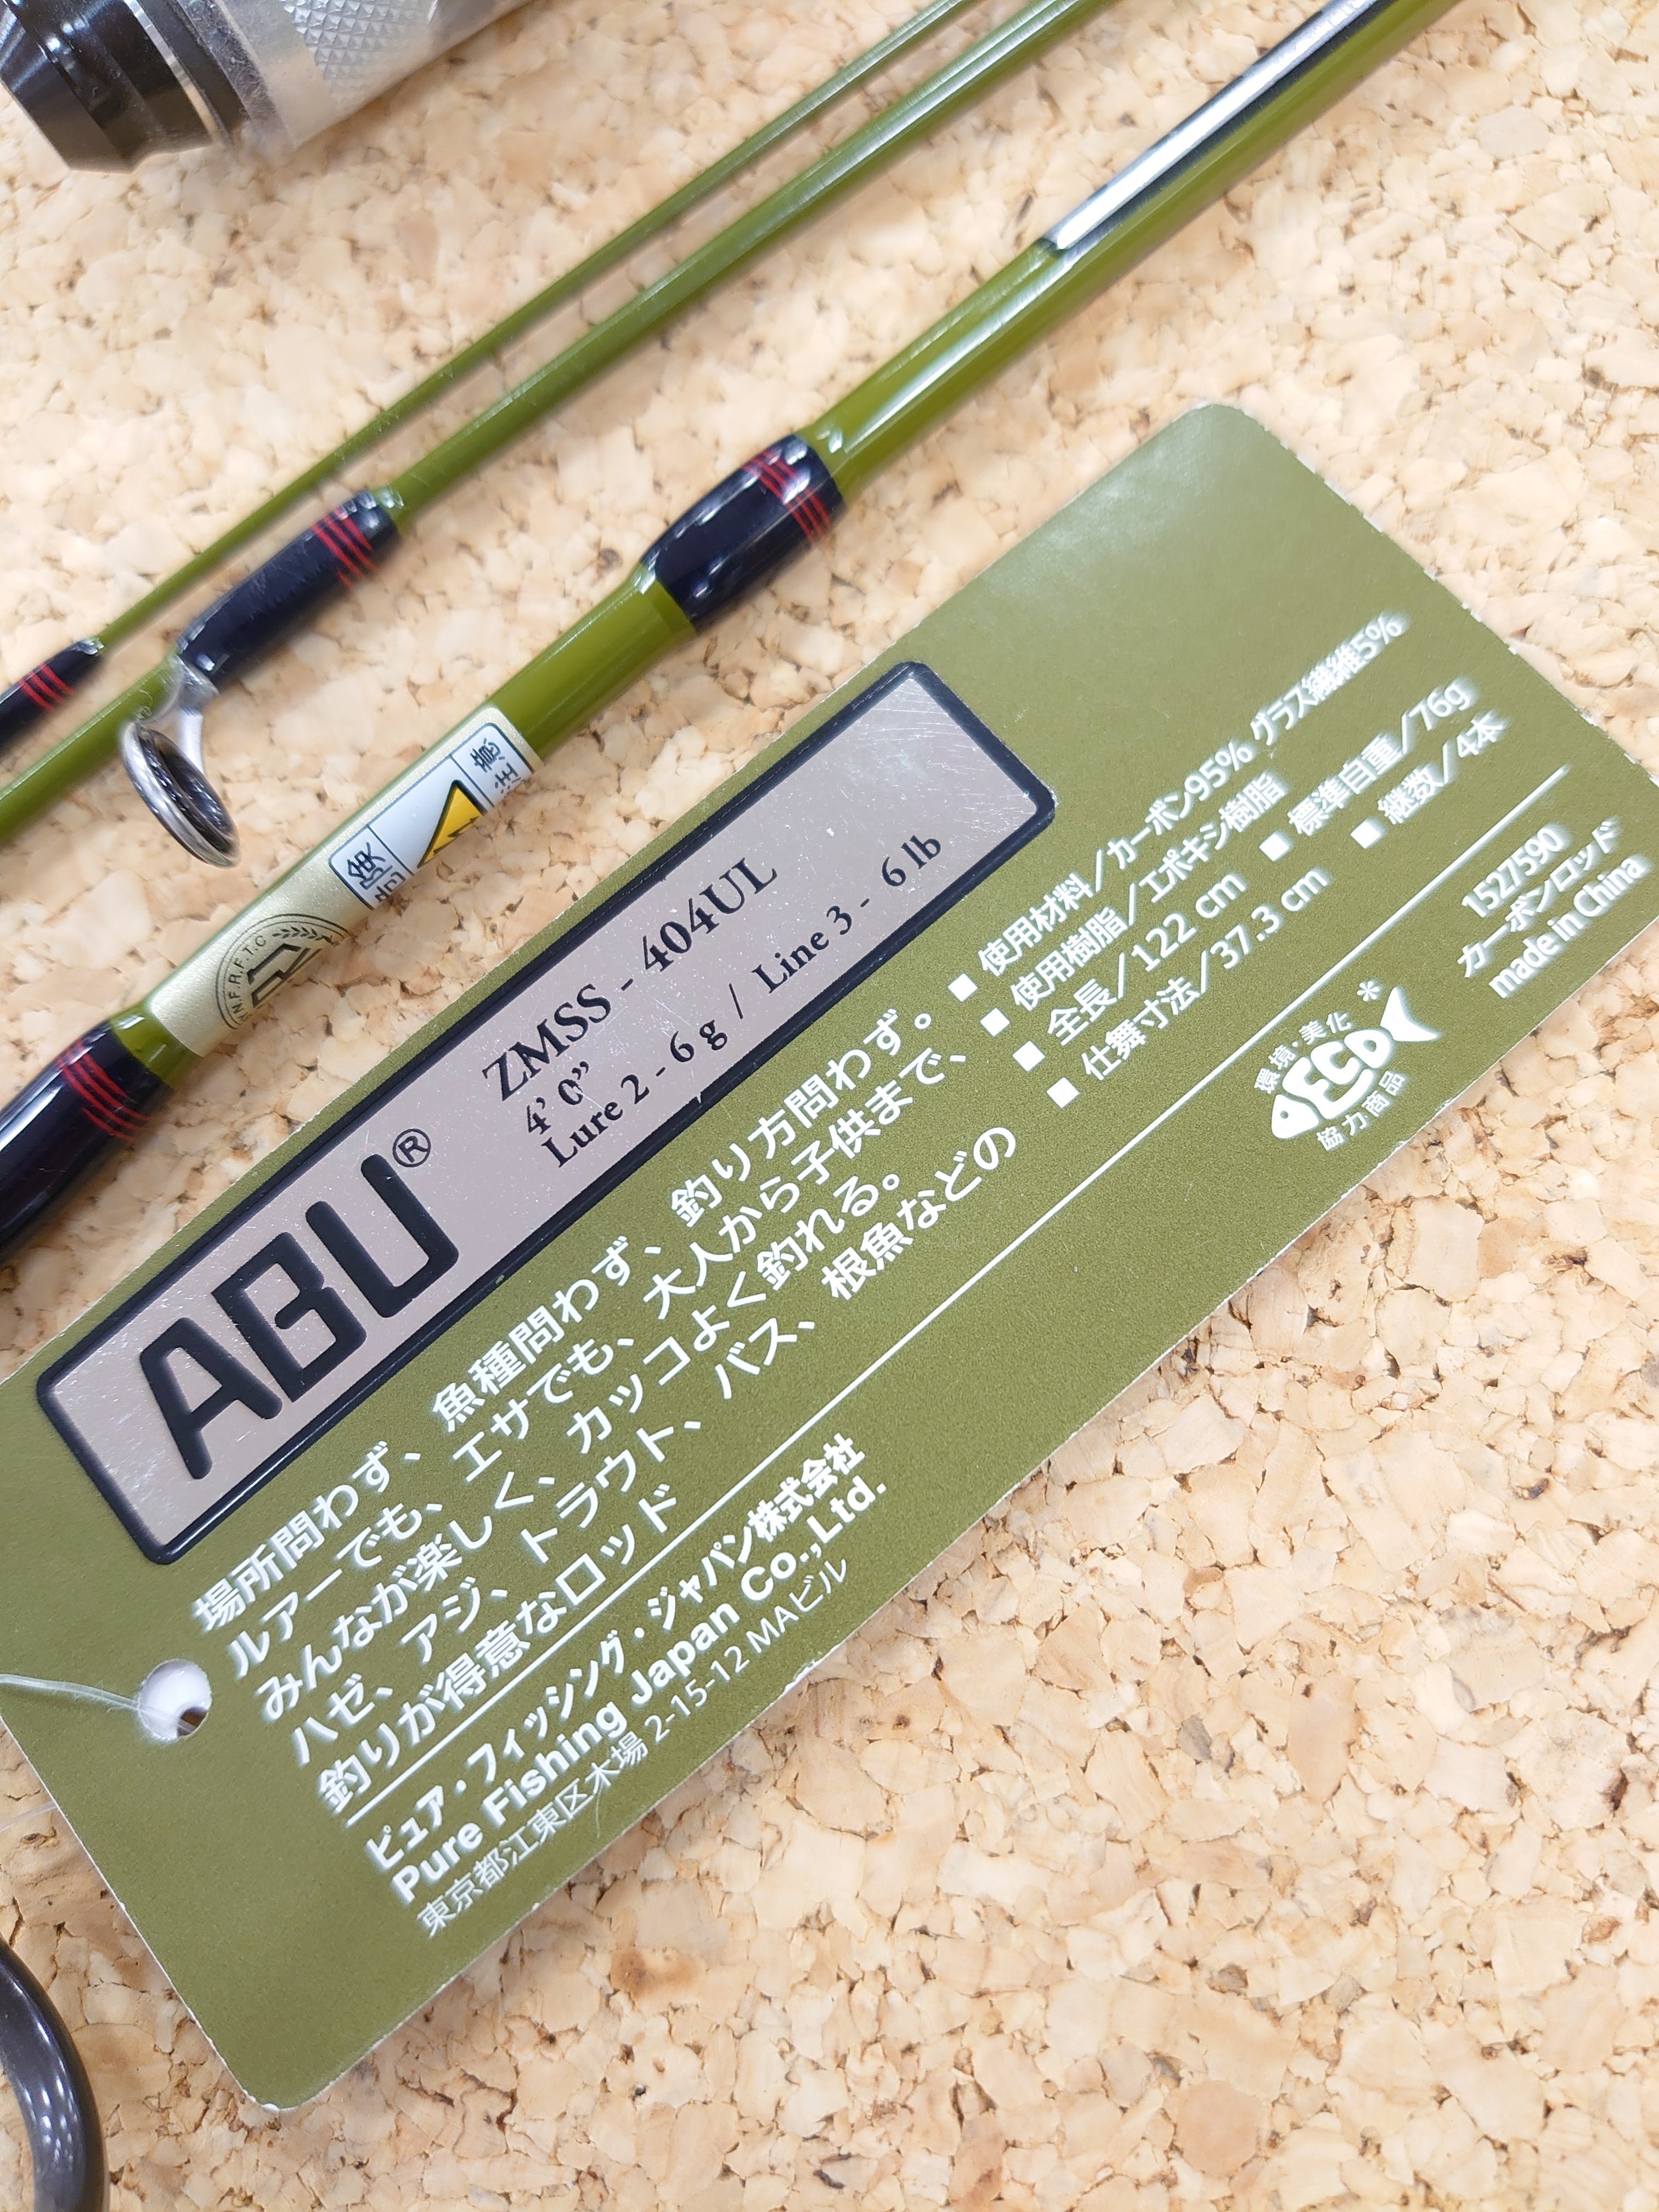 ABU®
ZMSS - 404UL
4' 0”
Lure 2 - 6 g / Line 3 - 6 lb
場所問わず、魚種問わず、釣り方問わず。
ルアーでも、エサでも、大人から子供まで、
みんなが楽しく、カッコよく釣れる。
ハゼ、アジ、トラウト、バス、根魚などの
釣りが得意なロッド
■ 使用材料／カーボン95% グラス繊維5%
■ 使用樹脂／エポキシ樹脂
■ 全長／122 cm ■ 標準自重／76g
■ 仕舞寸法／37.3 cm ■ 継数／4本
ピュア・フィッシング・ジャパン株式会社
Pure Fishing Japan Co.,Ltd.
東京都江東区木場 2-15-12 MAビル
環境・美化
ECO
協力商品
1527590
カーボンロッド
made in China
注意
N.F.R.F.T.C